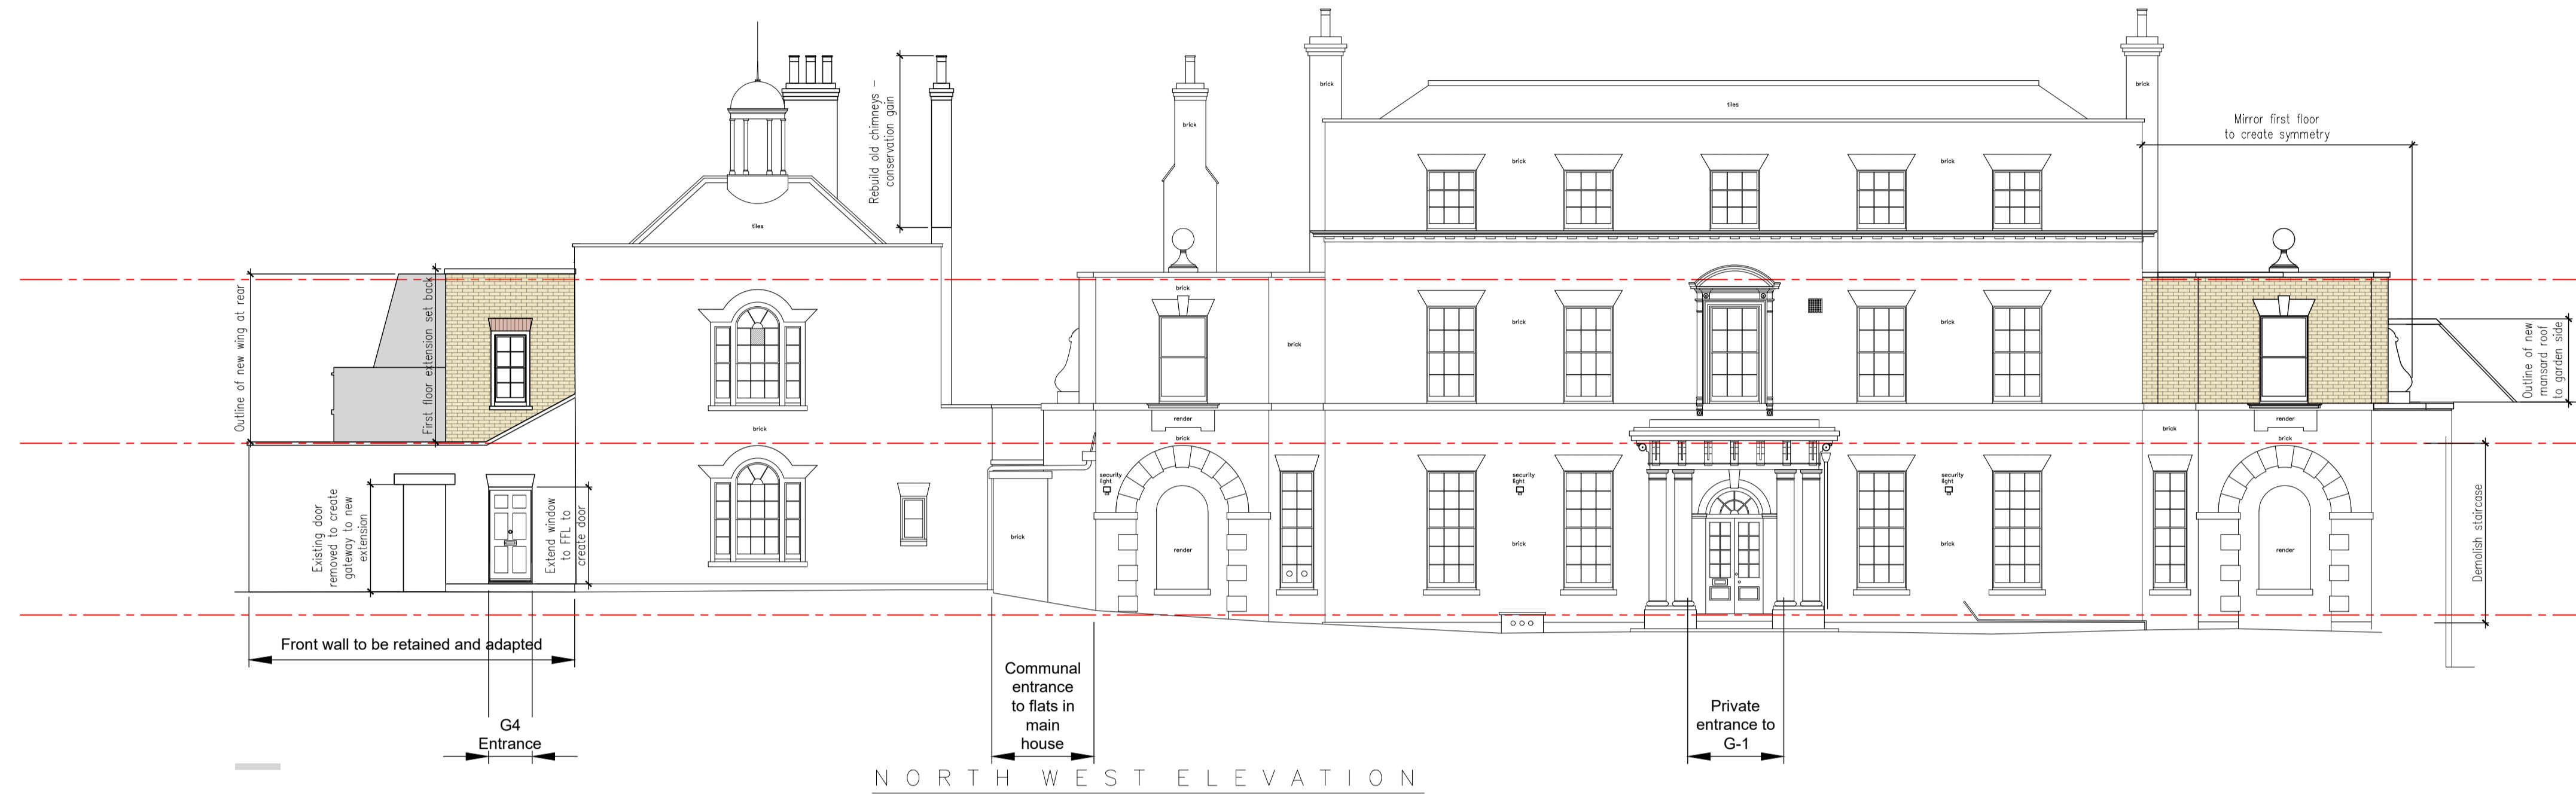 Rebuild old chimneys –
conservation gain
brick
brick
tiles
brick
Mirror first floor
to create symmetry
brick
brick
tiles
Outline of new wing at rear
First floor extension set back
brick
brick
brick
brick
brick
Outline of new
mansard roof
to garden side
render
brick
brick
render
brick
brick
security
light
security
light
security
light
Existing door
removed to create
gateway to new
extension
Extend window
to FFL to
create door
brick
render
brick
brick
render
Demolish staircase
Front wall to be retained and adapted
G4
Entrance
Communal
entrance
to flats in
main
house
Private
entrance to
G-1
NORTH WEST ELEVATION